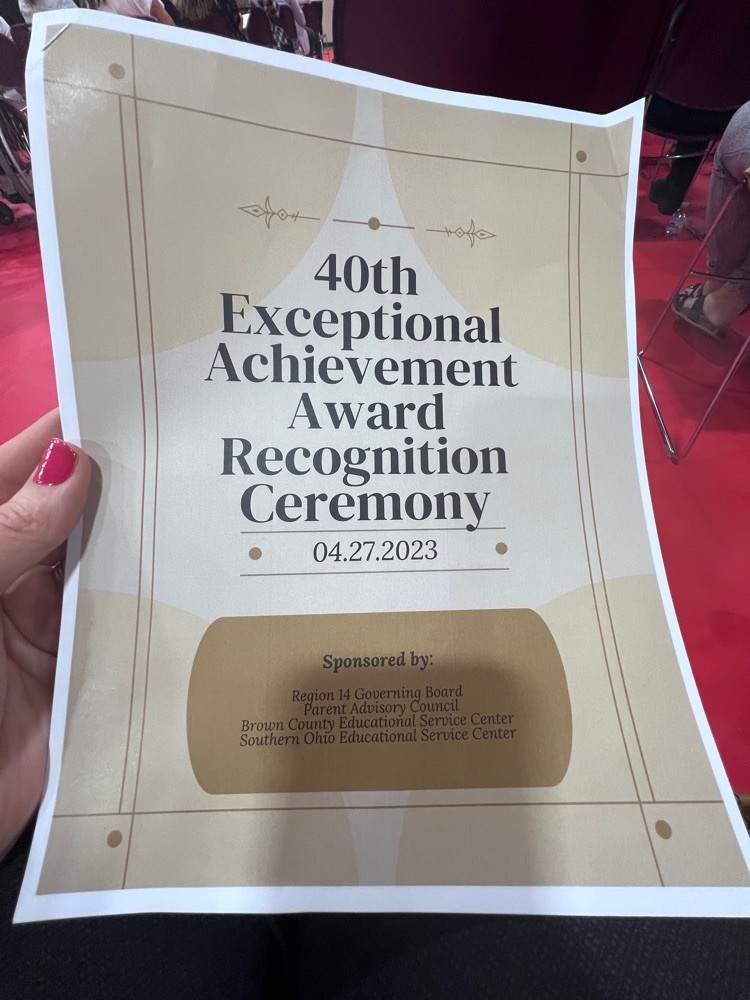 40th
Exceptional
Achievement
Award
Recognition
Ceremony
04.27.2023
Sponsored by:
Region 14 Governing Board
Parent Advisory Council
Brown County Educational Service Center
Southern Ohio Educational Service Center